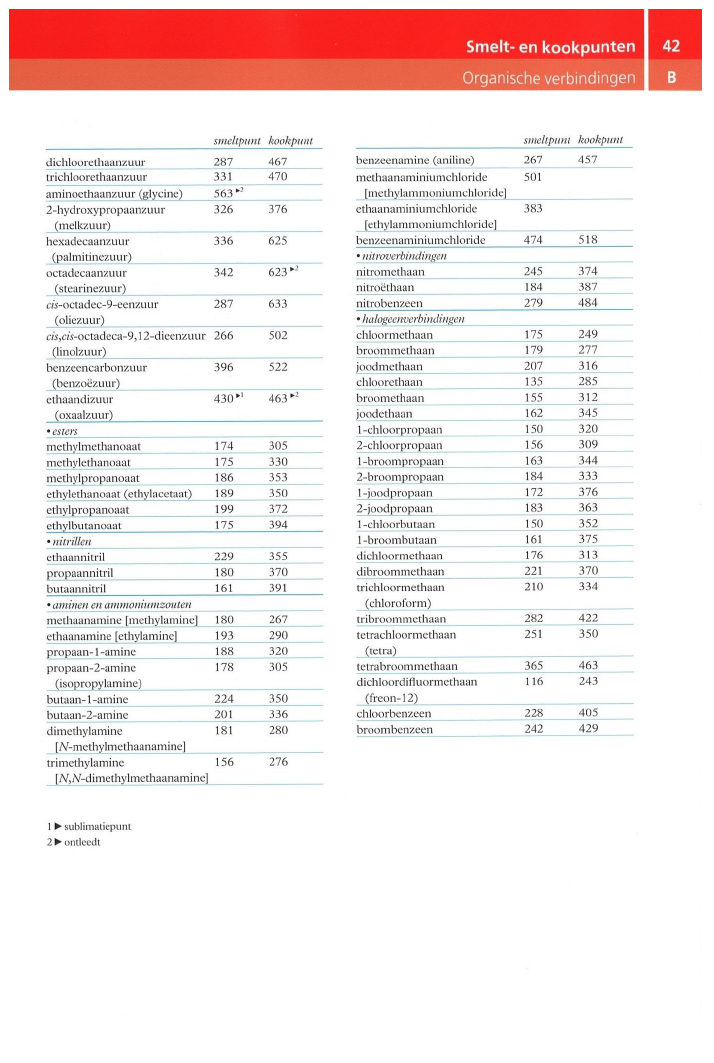 Smelt- en kookpunten 42
Organische verbindingen B
smeltpunt kookpunt
dichloorethaanzuur 287 467
trichloorethaanzuur 331 470
aminoethaanzuur (glycine) 563 ►2
2-hydroxypropaanzuur 326 376
(melkzuur)
hexadecaanzuur 336 625
(palmitinezuur)
octadecaanzuur 342 623 ►2
(stearinezuur)
cis-octadec-9-eenzuur 287 633
(oliezuur)
cis,cis-octadeca-9,12-dieenzuur 266 502
(linolzuur)
benzeencarbonzuur 396 522
(benzoëzuur)
ethaandizuur 430 ►1 463 ►2
(oxaalzuur)
• esters
methylmethanoaat 174 305
methylethanoaat 175 330
methylpropanoaat 186 353
ethylethanoaat (ethylacetaat) 189 350
ethylpropanoaat 199 372
ethylbutanoaat 175 394
• nitrillen
ethaannitril 229 355
propaannitril 180 370
butaannitril 161 391
• aminen en ammoniumzouten
methaanamine [methylamine] 180 267
ethaanamine [ethylamine] 193 290
propaan-1-amine 188 320
propaan-2-amine 178 305
(isopropylamine)
butaan-1-amine 224 350
butaan-2-amine 201 336
dimethylamine 181 280
[N-methylmethaanamine]
trimethylamine 156 276
[N,N-dimethylmethaanamine]
1 ► sublimatiepunt
2 ► ontleedt
smeltpunt kookpunt
benzeenamine (aniline) 267 457
methaanaminiumchloride 501
[methylammoniumchloride]
ethaanaminiumchloride 383
[ethylammoniumchloride]
benzeenaminiumchloride 474 518
• nitroverbindingen
nitromethaan 245 374
nitroëthaan 184 387
nitrobenzeen 279 484
• halogeenverbindingen
chloormethaan 175 249
broommethaan 179 277
joodmethaan 207 316
chloorethaan 135 285
broomethaan 155 312
joodethaan 162 345
1-chloorpropaan 150 320
2-chloorpropaan 156 309
1-broompropaan 163 344
2-broompropaan 184 333
1-joodpropaan 172 376
2-joodpropaan 183 363
1-chloorbutaan 150 352
1-broombutaan 161 375
dichloormethaan 176 313
dibroommethaan 221 370
trichloormethaan 210 334
(chloroform)
tribroommethaan 282 422
tetrachloormethaan 251 350
(tetra)
tetrabroommethaan 365 463
dichloordifluormethaan 116 243
(freon-12)
chloorbenzeen 228 405
broombenzeen 242 429